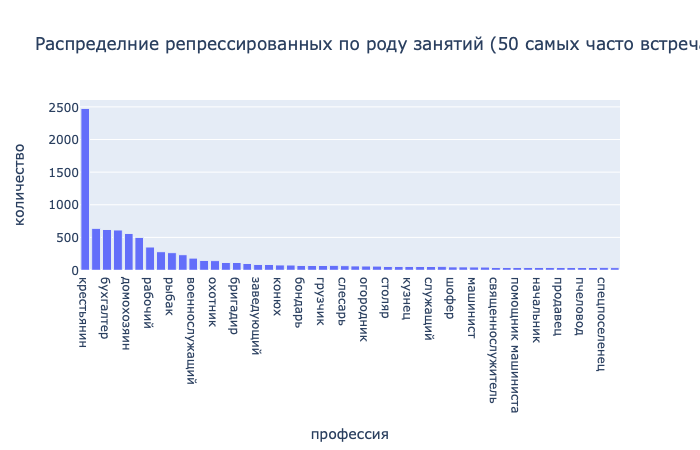 Распределние репрессированных по роду занятий (50 самых часто встреч
количество
2500
2000
1500
1000
500
0
крестьянин
бухгалтер
домохозяин
рабочий
рыбак
военнослужащий
охотник
бригадир
заведующий
конюх
бондарь
грузчик
слесарь
огородник
столяр
кузнец
служащий
шофер
машинист
священнослужитель
помощник машиниста
начальник
продавец
пчеловод
спецпоселенец
профессия